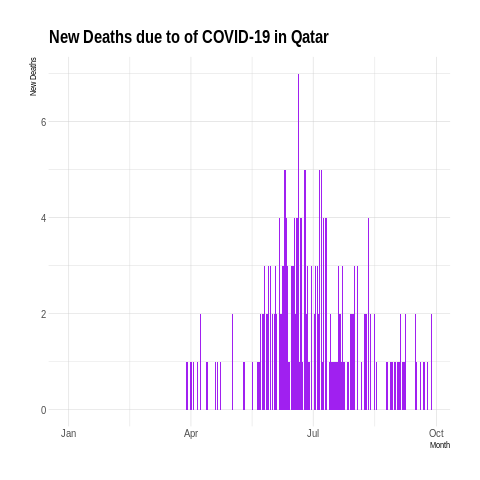 New Deaths due to of COVID-19 in Qatar
New Deaths
6
4
2
0
Jan Apr Jul Oct
Month